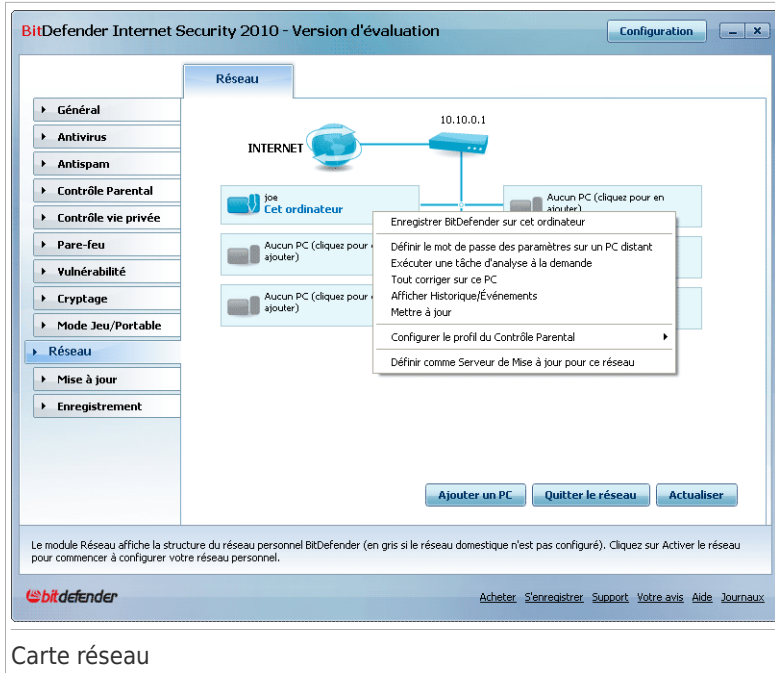 BitDefender Internet Security 2010 - Version d'évaluation
Configuration
Réseau
Général
Antivirus
Antispam
Contrôle Parental
Contrôle vie privée
Pare-feu
Vulnérabilité
Cryptage
Mode Jeu/Portable
Réseau
Mise à jour
Enregistrement
10.10.0.1
INTERNET
joe
Cet ordinateur
Aucun PC (cliquez pour en
ajouter)
Aucun PC (cliquez pour
ajouter)
Aucun PC (cliquez pour
ajouter)
Enregistrer BitDefender sur cet ordinateur
Définir le mot de passe des paramètres sur un PC distant
Exécuter une tâche d'analyse à la demande
Tout corriger sur ce PC
Afficher Historique/Événements
Mettre à jour
Configurer le profil du Contrôle Parental
Définir comme Serveur de Mise à jour pour ce réseau
Ajouter un PC
Quitter le réseau
Actualiser
Le module Réseau affiche la structure du réseau personnel BitDefender (en gris si le réseau domestique n'est pas configuré). Cliquez sur Activer le réseau
pour commencer à configurer votre réseau personnel.
bitdefender
Acheter S'enregistrer Support Votre avis Aide Journaux
Carte réseau